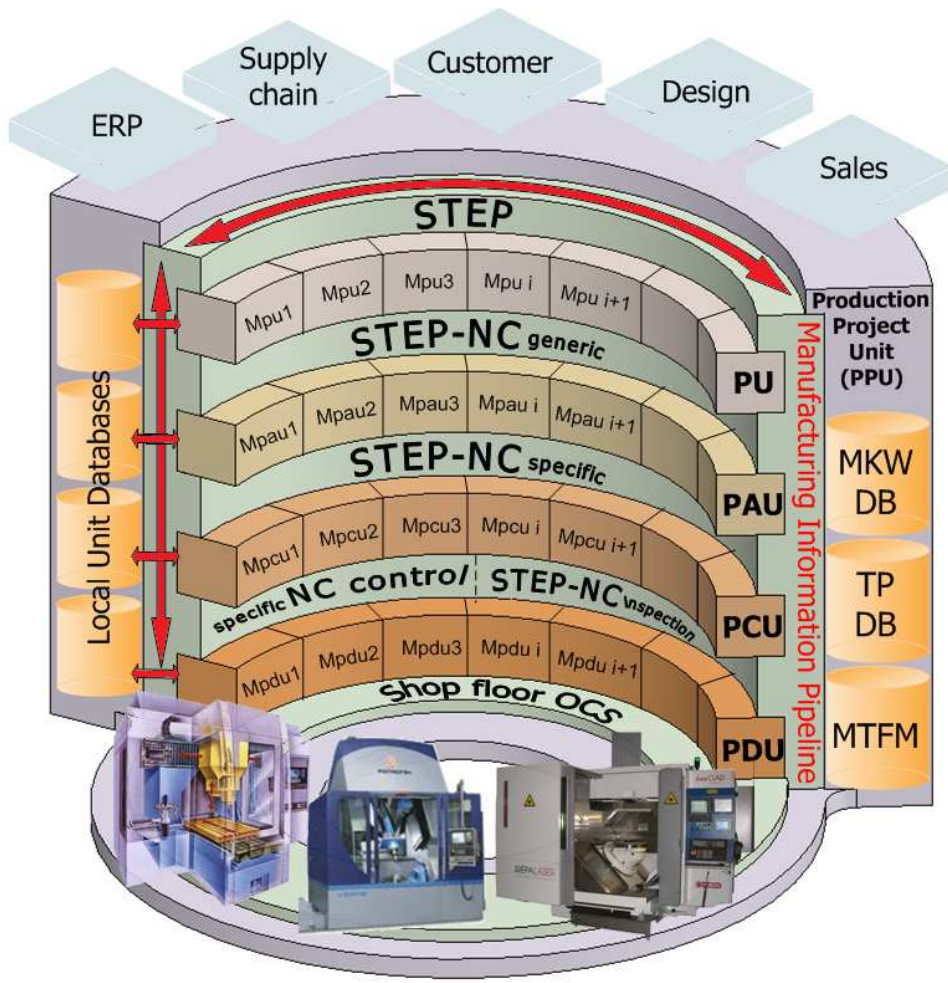 ERP
Supply
chain
Customer
Design
Sales
STEP
Mpu1
Mpu2
Mpu3
Mpu i
Mpu i+1
PU
STEP-NC generic
Mpau1
Mpau2
Mpau3
Mpau i
Mpau i+1
PAU
STEP-NC specific
Mpcu1
Mpcu2
Mpcu3
Mpcu i
Mpcu i+1
PCU
specific NC control
STEP-NC \nspection
Mpdu1
Mpdu2
Mpdu3
Mpdu i
Mpdu i+1
PDU
Shop floor OCS
Local Unit Databases
Manufacturing Information Pipeline
Production
Project
Unit
(PPU)
MKW
DB
TP
DB
MTFM